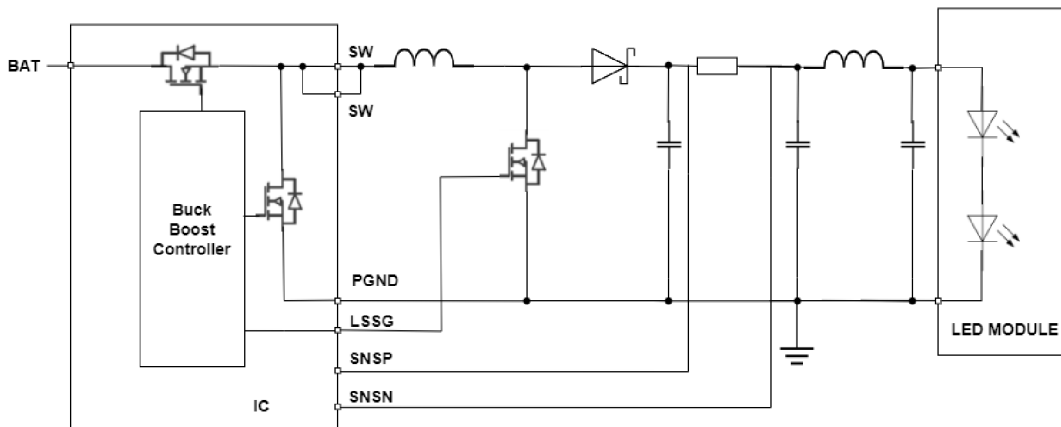 SW
BAT
SW
Buck
Boost
Controller
PGND
LSSG
LED MODULE
SNSP
SNSN
IC